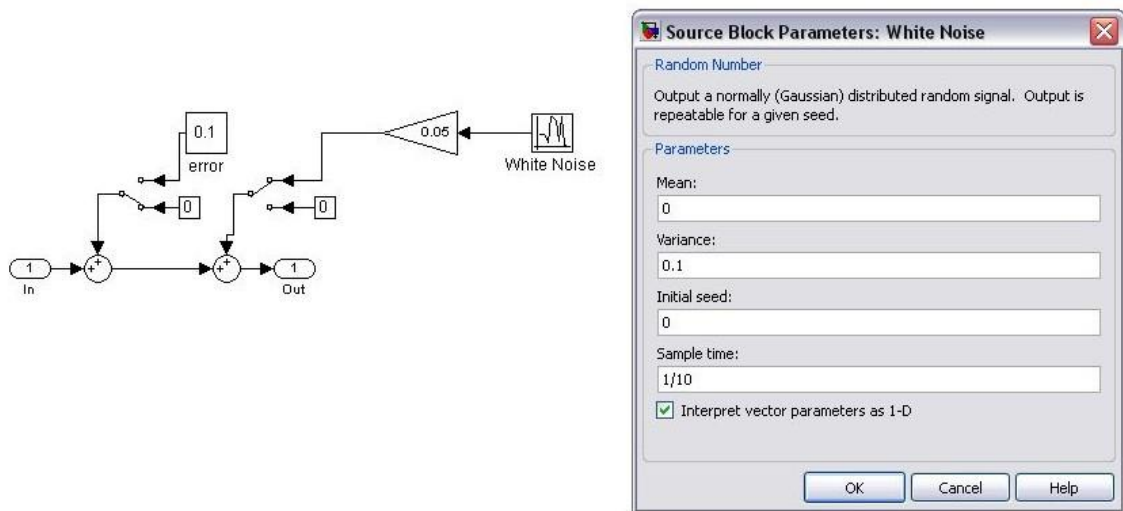 0.1
error
0
0.05
White Noise
0
1
In
+
+
+
+
1
Out
Source Block Parameters: White Noise
Random Number
Output a normally (Gaussian) distributed random signal. Output is
repeatable for a given seed.
Parameters
Mean:
0
Variance:
0.1
Initial seed:
0
Sample time:
1/10
Interpret vector parameters as 1-D
OK
Cancel
Help